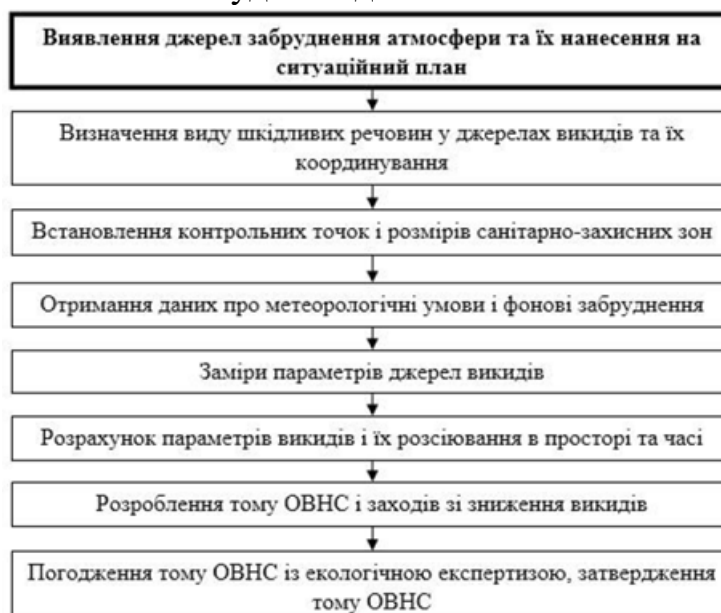 Виявлення джерел забруднення атмосфери та їх нанесення на
ситуаційний план
Визначення виду шкідливих речовин у джерелах викидів та їх
координування
Встановлення контрольних точок і розмірів санітарно-захисних зон
Отримання даних про метеорологічні умови і фонові забруднення
Заміри параметрів джерел викидів
Розрахунок параметрів викидів і їх розсіювання в просторі та часі
Розроблення тому ОВНС і заходів зі зниження викидів
Погодження тому ОВНС із екологічною експертизою, затвердження
тому ОВНС